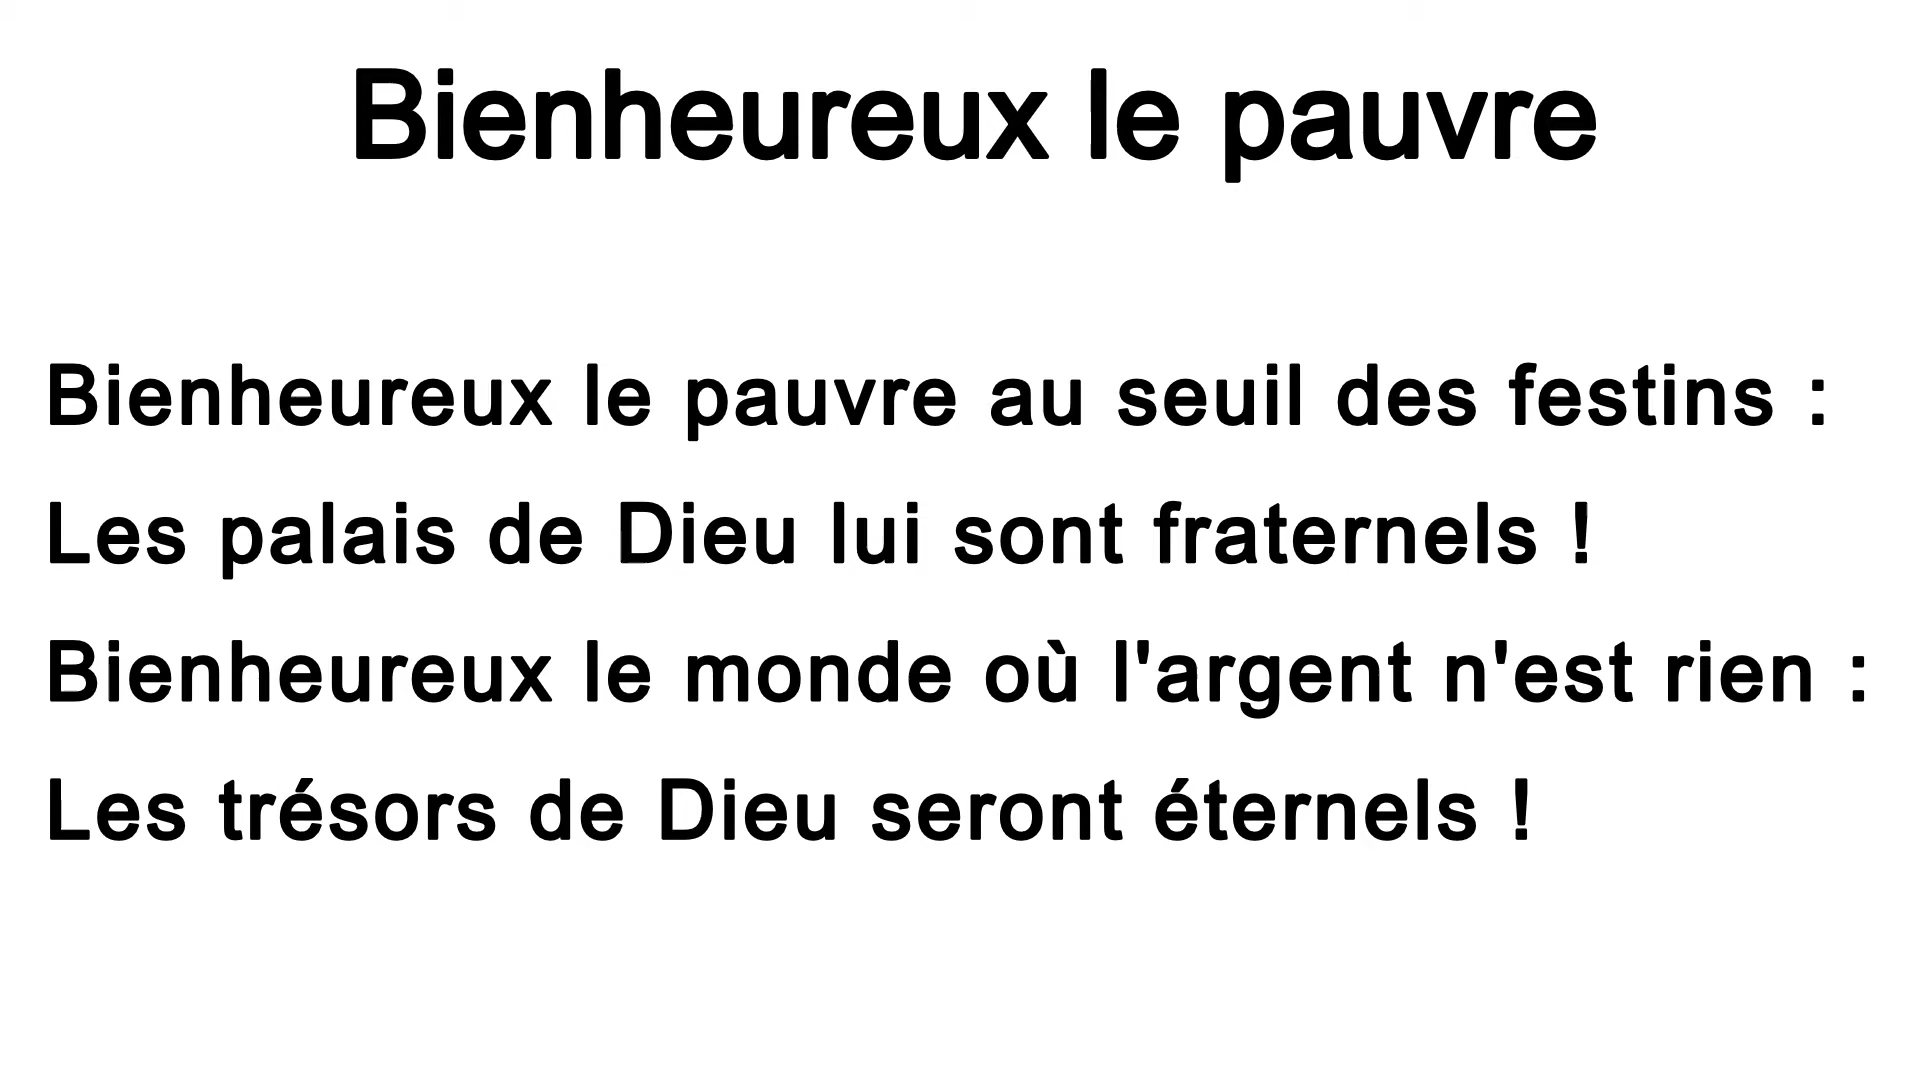 Bienheureux le pauvre
Bienheureux le pauvre au seuil des festins :
Les palais de Dieu lui sont fraternels !
Bienheureux le monde où l'argent n'est rien :
Les trésors de Dieu seront éternels !